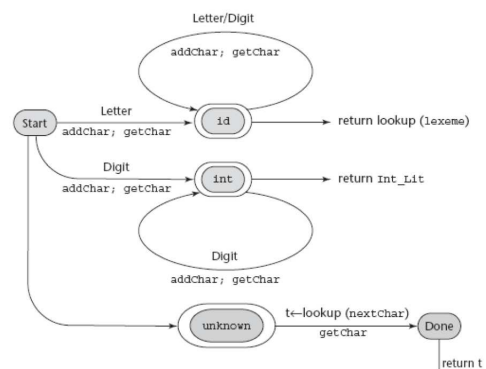 Letter/Digit
addChar; getChar
Letter
Start
id
return lookup (lexeme)
addChar; getChar
Digit
int
return Int_Lit
addChar; getChar
Digit
addChar; getChar
t←lookup (nextChar)
unknown
Done
getChar
return t